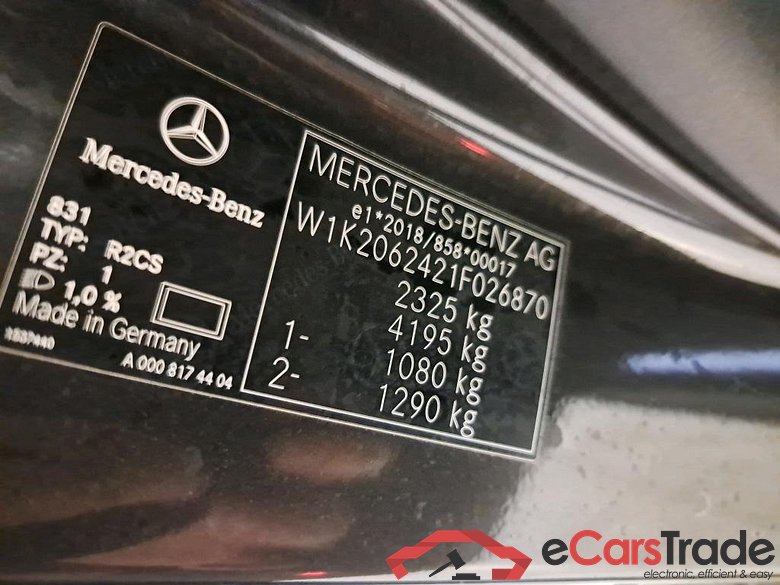 Mercedes-Benz
831
TYP: R2CS
PZ: 1
1,0 %
Made in Germany
A 000 817 44 04
MERCEDES-BENZ AG
e1*2018/858*00017
W1K2062421F026870
2325 kg
4195 kg
1- 1080 kg
2- 1290 kg
eCarsTrade
electronic, efficient & easy